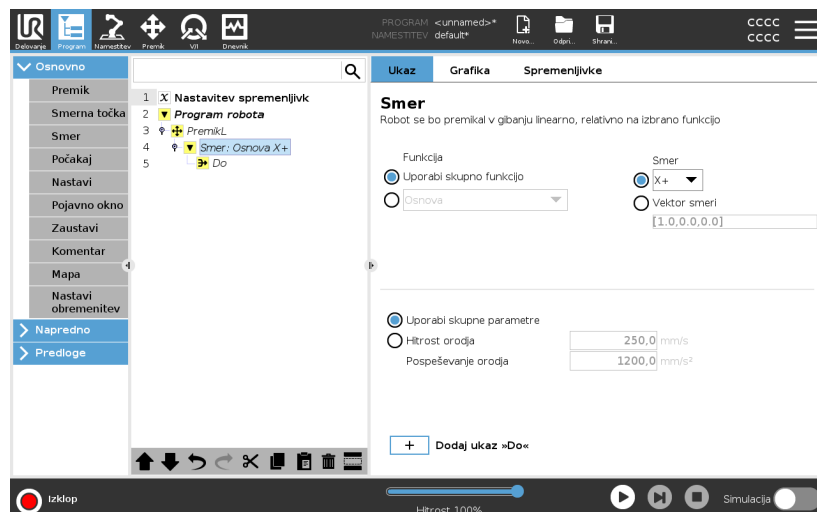 UR
Delovanje
Program
Namestitev
Premik
V/I
Dnevnik
PROGRAM <unnamed>*
NAMESTITEV default*
Novo...
Odpri...
Shrani...
CCCC
CCCC
Osnovno
Premik
Smerna točka
Smer
Počakaj
Nastavi
Pojavno okno
Zaustavi
Komentar
Mapa
Nastavi
obremenitev
Napredno
Predloge
1 X Nastavitev spremenljivk
2 Program robota
3 PremikL
4 Smer: Osnova X+
5 Do
Ukaz
Grafika
Spremenljivke
Smer
Robot se bo premikal v gibanju linearno, relativno na izbrano funkcijo
Funkcija
Uporabi skupno funkcijo
Osnova
Smer
X+
Vektor smeri
[1.0,0.0,0.0]
Uporabi skupne parametre
Hitrost orodja 250,0 mm/s
Pospeševanje orodja 1200,0 mm/s²
+ Dodaj ukaz »Do«
Izklop
Hitrost 100%
Simulacija